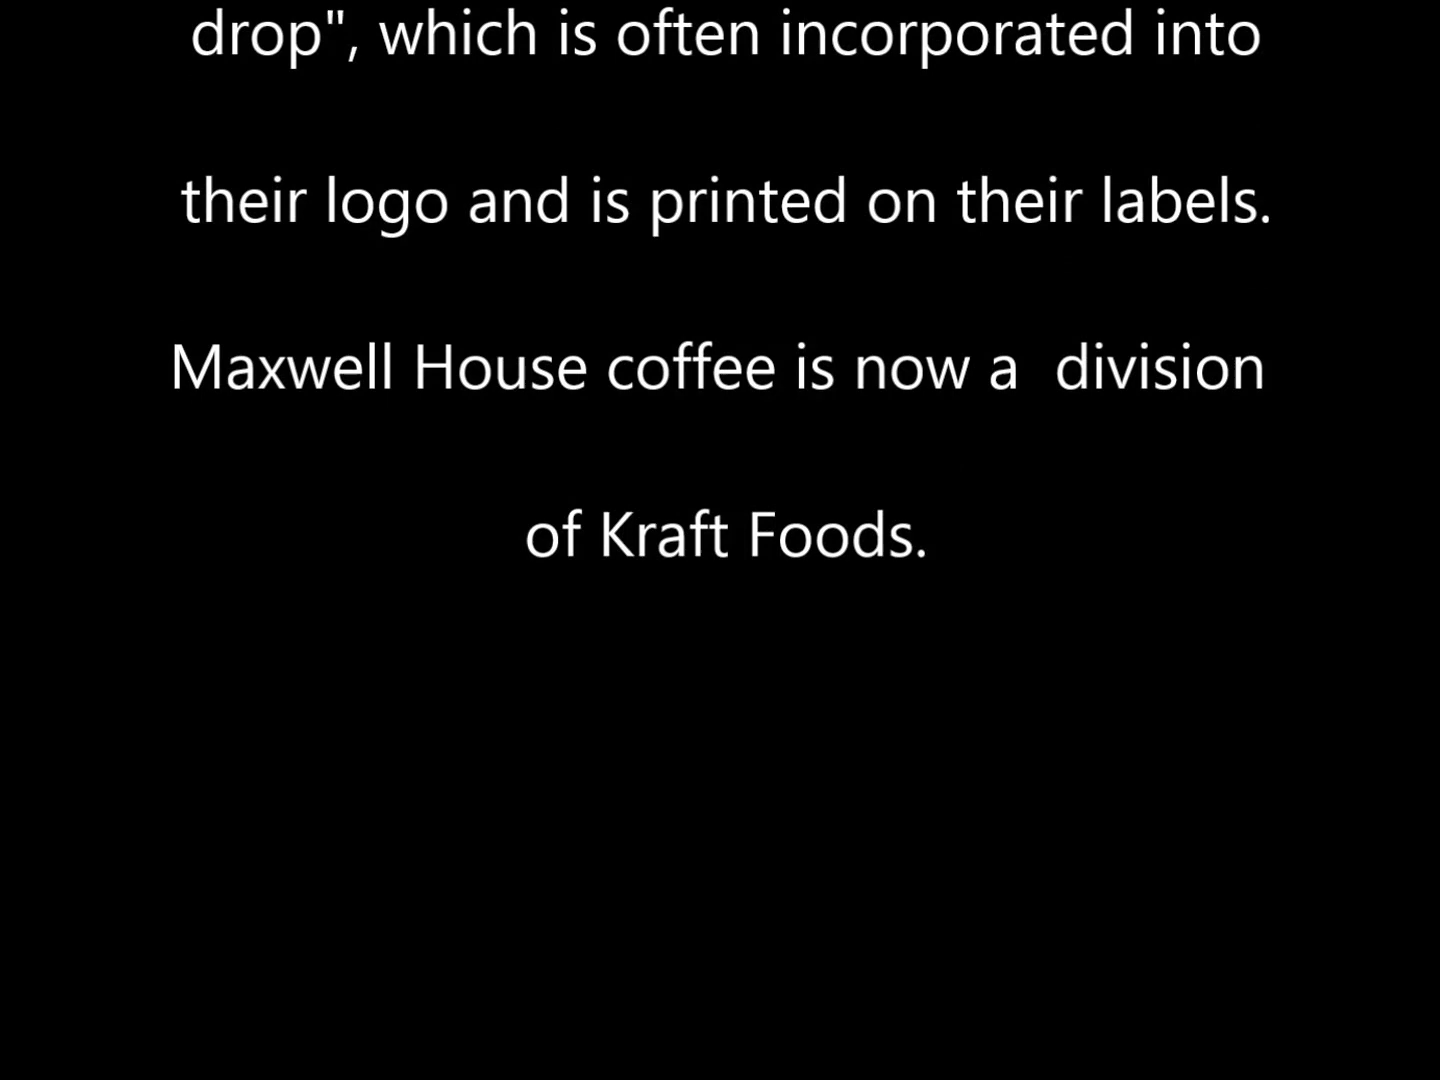 drop", which is often incorporated into
their logo and is printed on their labels.
Maxwell House coffee is now a  division
of Kraft Foods.